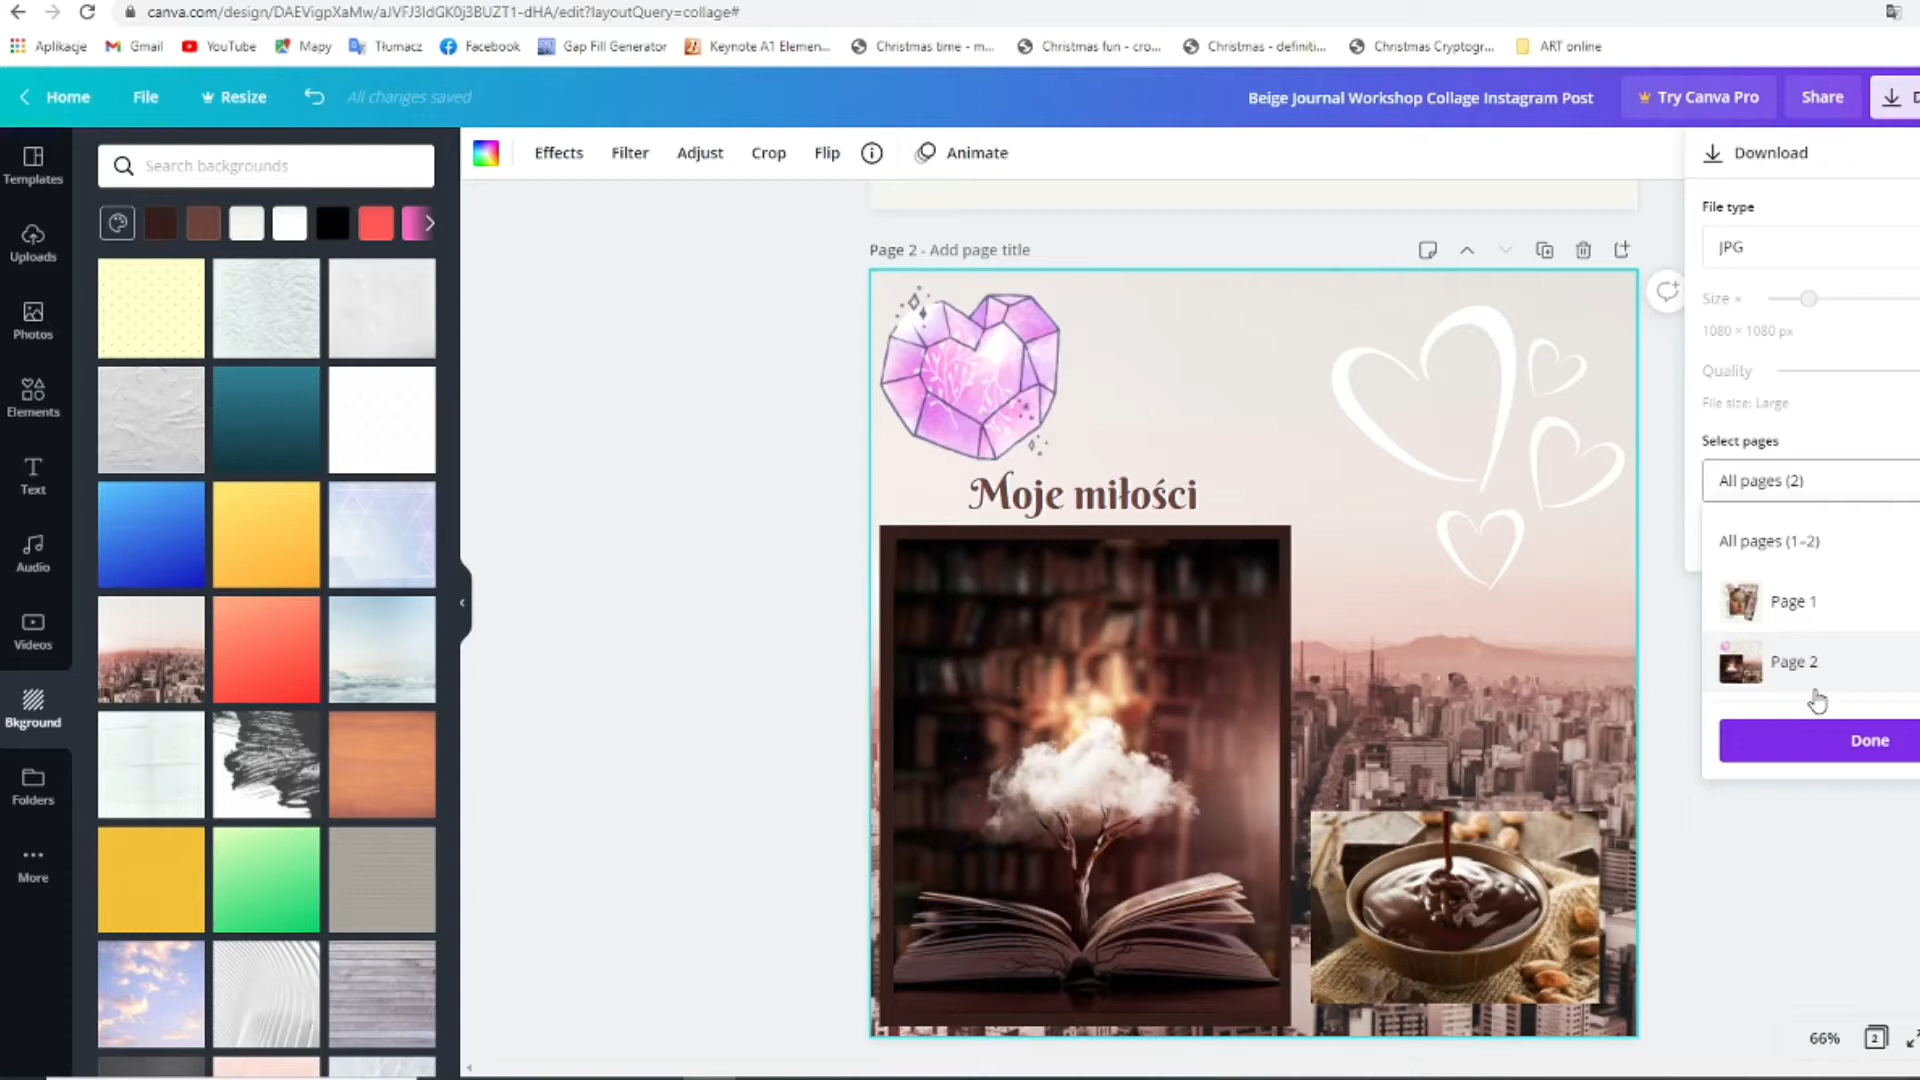 canva.com/design/DAEVigpXaMw/aJVFJ3IdGK0j3BUZT1-dHA/edit?layoutQuery=collage#
Aplikacje Gmail YouTube Mapy Tłumacz Facebook Gap Fill Generator Keynote A1 Elemen... Christmas time - m... Christmas fun - cro... Christmas - definiti... Christmas Cryptogr... ART online
Home File Resize All changes saved Beige Journal Workshop Collage Instagram Post Try Canva Pro Share D
Templates
Uploads
Photos
Elements
Text
Audio
Videos
Bkground
Folders
More
Search backgrounds
Effects Filter Adjust Crop Flip Animate
Page 2 - Add page title
Moje miłości
Download
File type
JPG
Size ×
1080 × 1080 px
Quality
File size: Large
Select pages
All pages (2)
All pages (1–2)
Page 1
Page 2
Done
66% 2